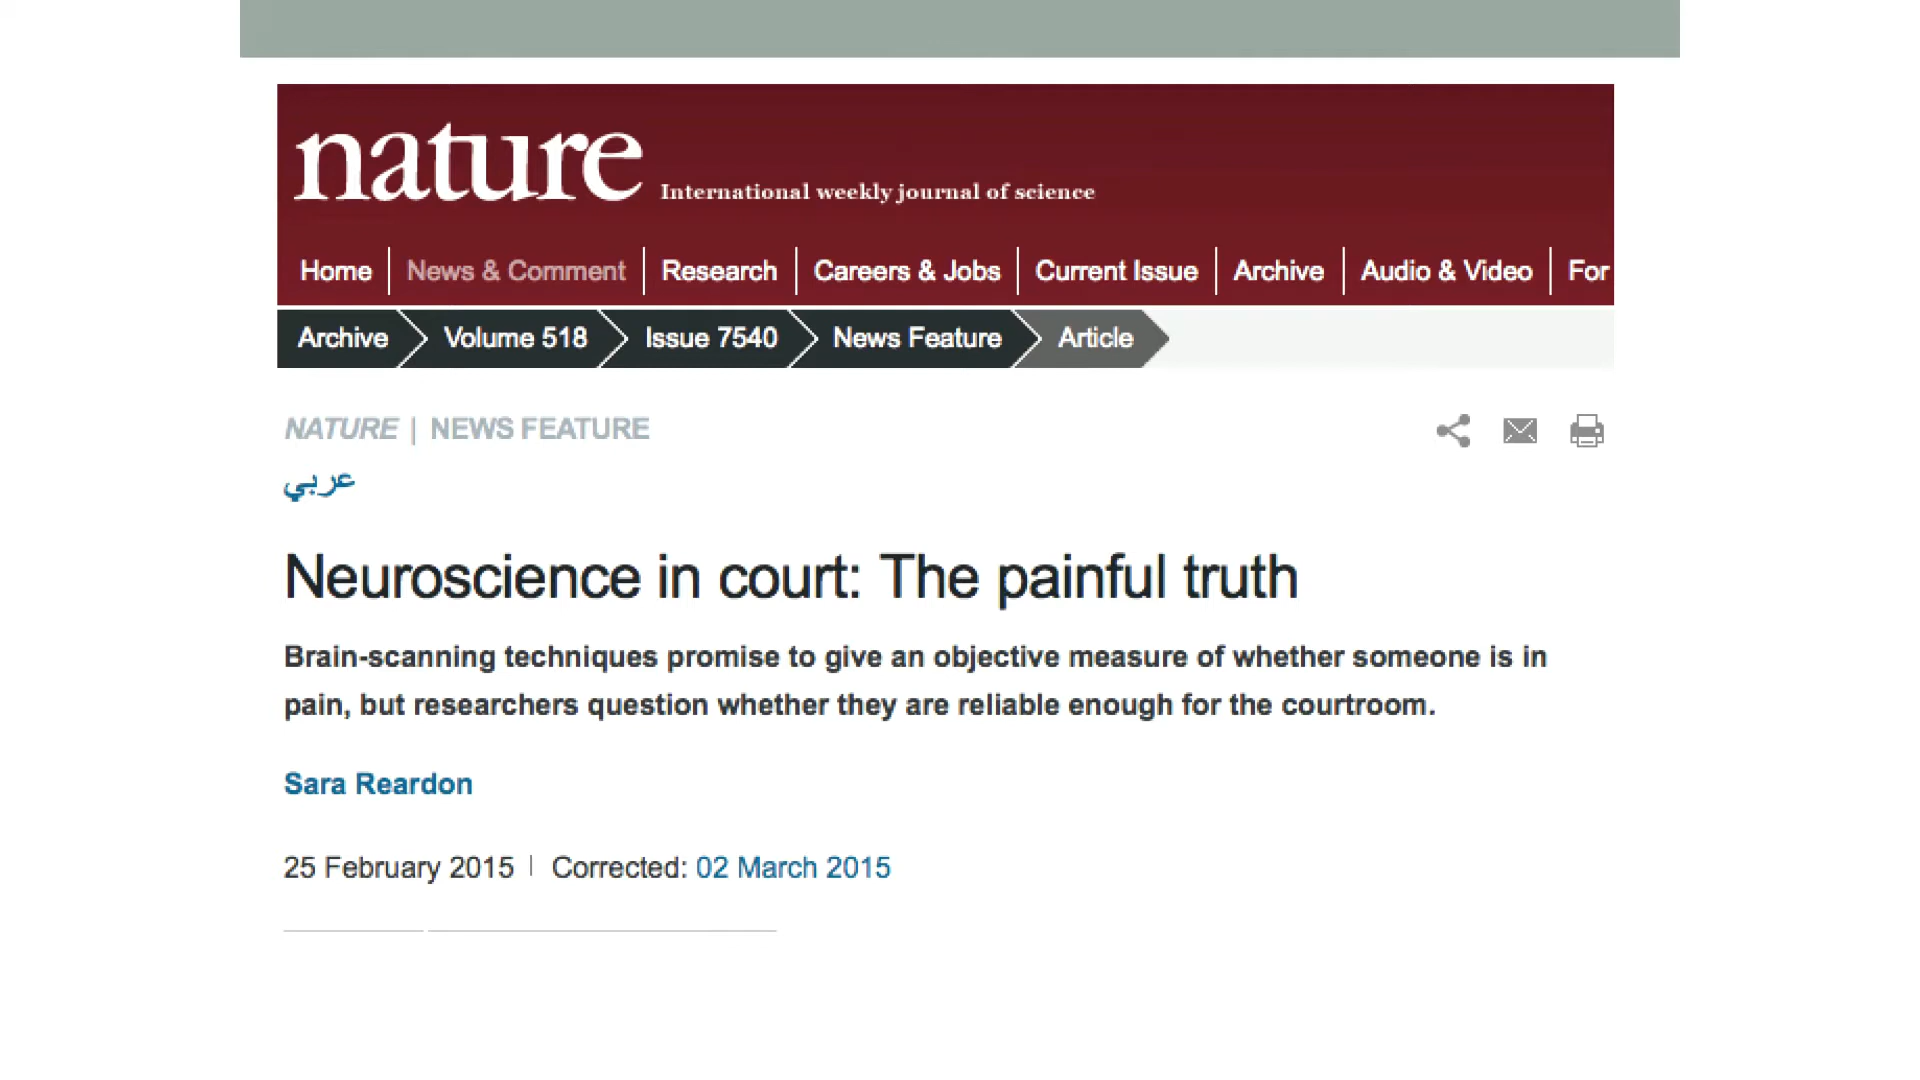 nature International weekly journal of science
Home News & Comment Research Careers & Jobs Current Issue Archive Audio & Video For
Archive Volume 518 Issue 7540 News Feature Article
NATURE | NEWS FEATURE
عربي
Neuroscience in court: The painful truth
Brain-scanning techniques promise to give an objective measure of whether someone is in
pain, but researchers question whether they are reliable enough for the courtroom.
Sara Reardon
25 February 2015 | Corrected: 02 March 2015